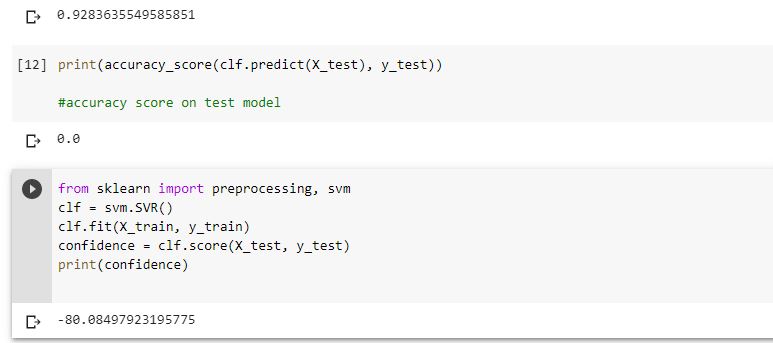 0.9283635549585851
[12] print(accuracy_score(clf.predict(X_test), y_test))
#accuracy score on test model
0.0
from sklearn import preprocessing, svm
clf = svm.SVR()
clf.fit(X_train, y_train)
confidence = clf.score(X_test, y_test)
print(confidence)
-80.08497923195775